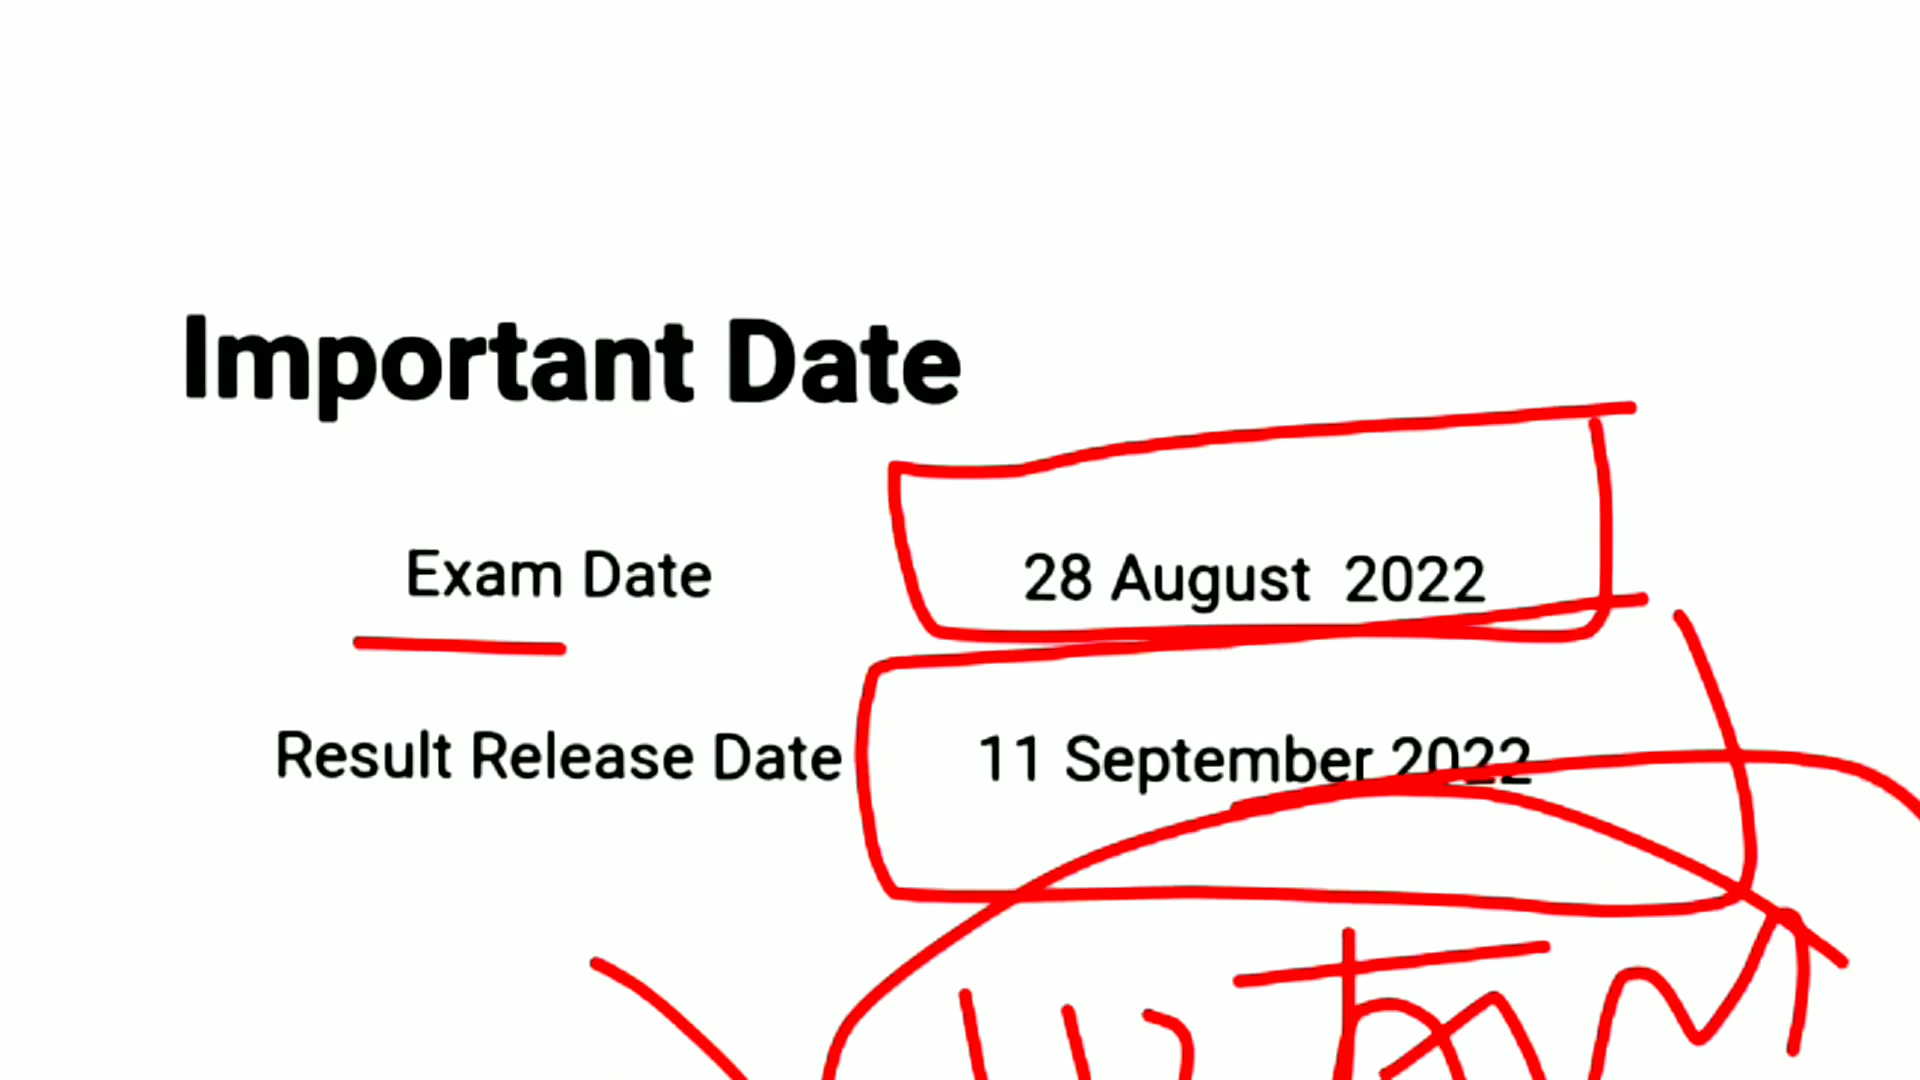 Important Date
Exam Date 28 August 2022
Result Release Date 11 September 2022